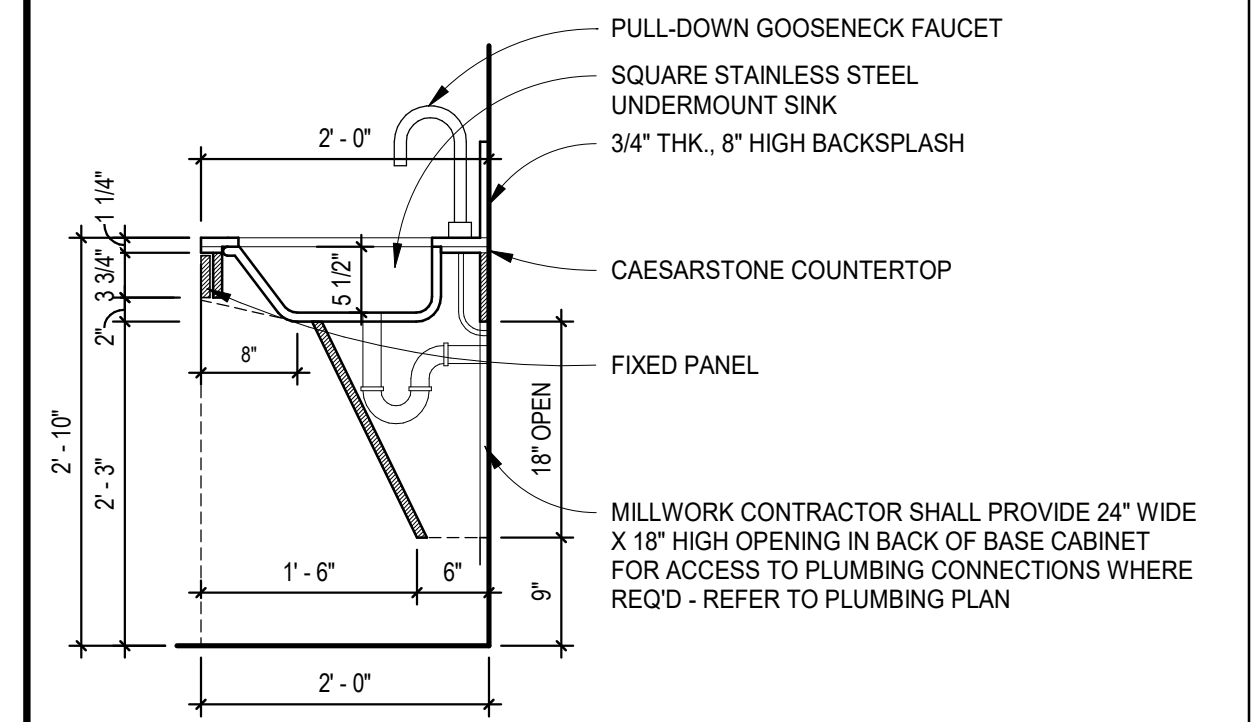 PULL-DOWN GOOSENECK FAUCET
SQUARE STAINLESS STEEL
UNDERMOUNT SINK
2' - 0"
3/4" THK., 8" HIGH BACKSPLASH
1 1/4"
3 3/4"
2"
5 1/2"
CAESARSTONE COUNTERTOP
8"
FIXED PANEL
2' - 10"
2' - 3"
18" OPEN
MILLWORK CONTRACTOR SHALL PROVIDE 24" WIDE
X 18" HIGH OPENING IN BACK OF BASE CABINET
FOR ACCESS TO PLUMBING CONNECTIONS WHERE
REQ'D - REFER TO PLUMBING PLAN
1' - 6"
6"
9"
2' - 0"